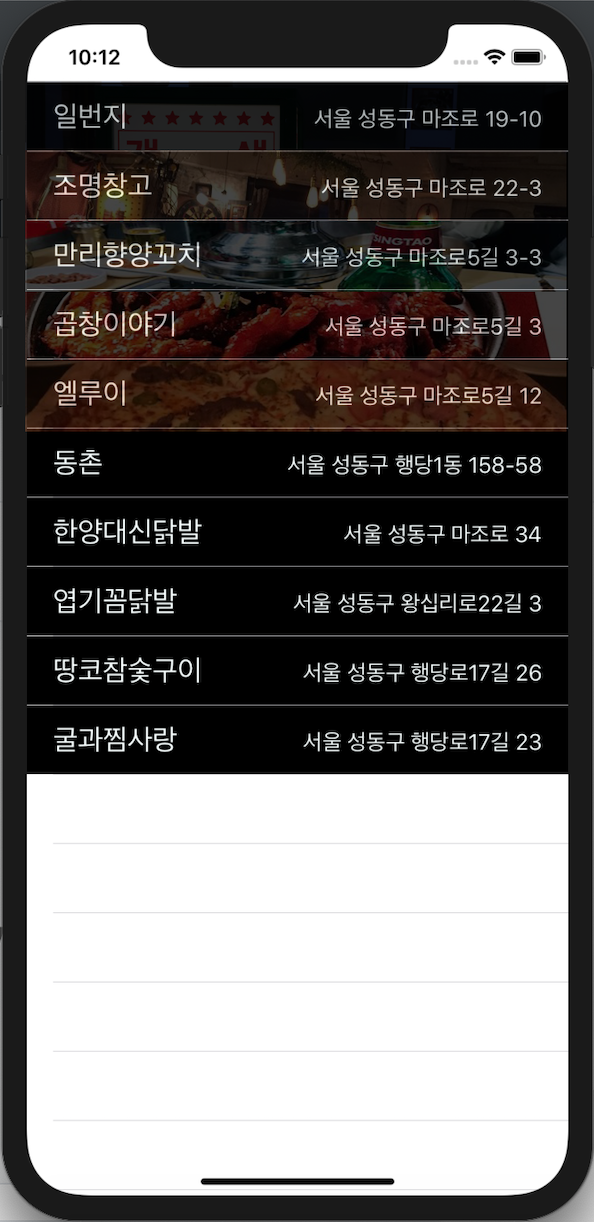 10:12
일번지 서울 성동구 마조로 19-10
조명창고 서울 성동구 마조로 22-3
SINGTAO
만리향양꼬치 서울 성동구 마조로5길 3-3
곱창이야기 서울 성동구 마조로5길 3
엘루이 서울 성동구 마조로5길 12
동촌 서울 성동구 행당1동 158-58
한양대신닭발 서울 성동구 마조로 34
엽기꼼닭발 서울 성동구 왕십리로22길 3
땅코참숯구이 서울 성동구 행당로17길 26
굴과찜사랑 서울 성동구 행당로17길 23